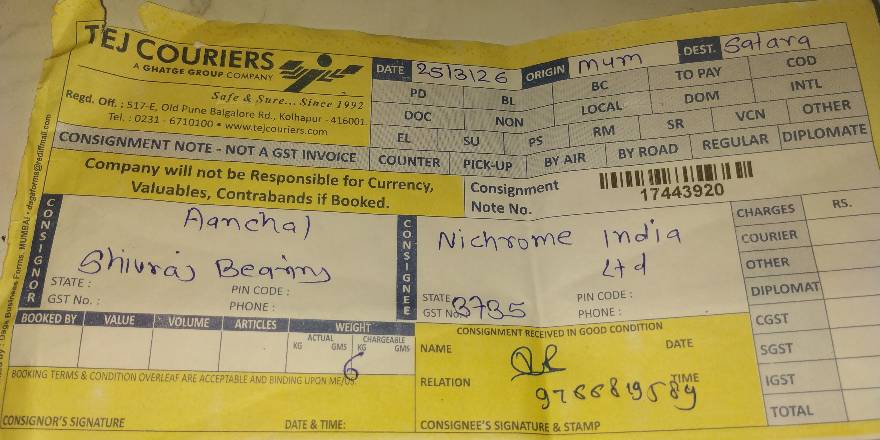 TEJ COURIERS
A GHATGE GROUP COMPANY
Safe & Sure... Since 1992
Regd. Off. : 517-E, Old Pune Balgalore Rd., Kolhapur - 416001.
Tel. : 0231 - 6710100 • www.tejcouriers.com
CONSIGNMENT NOTE - NOT A GST INVOICE
DATE 25/3/26 ORIGIN mum DEST. Satara
PD BL BC TO PAY COD
DOC NON LOCAL DOM INTL
EL SU PS RM SR VCN OTHER
COUNTER PICK-UP BY AIR BY ROAD REGULAR DIPLOMATE
Company will not be Responsible for Currency,
Valuables, Contrabands if Booked.
Consignment
Note No.
17443920
CONSIGNOR
Aanchal
Shivraj
STATE : PIN CODE :
GST No. : PHONE :
CONSIGNEE
Nichrome India
Ltd
STATE PIN CODE :
GST No. 3735 PHONE :
CHARGES RS.
COURIER
OTHER
DIPLOMAT
CGST
SGST
IGST
TOTAL
BOOKED BY VALUE VOLUME ARTICLES WEIGHT
ACTUAL CHARGEABLE
KG GMS KG GMS
6
BOOKING TERMS & CONDITION OVERLEAF ARE ACCEPTABLE AND BINDING UPON ME/US.
CONSIGNOR'S SIGNATURE DATE & TIME:
CONSIGNMENT RECEIVED IN GOOD CONDITION
NAME DATE
RELATION TIME
CONSIGNEE'S SIGNATURE & STAMP